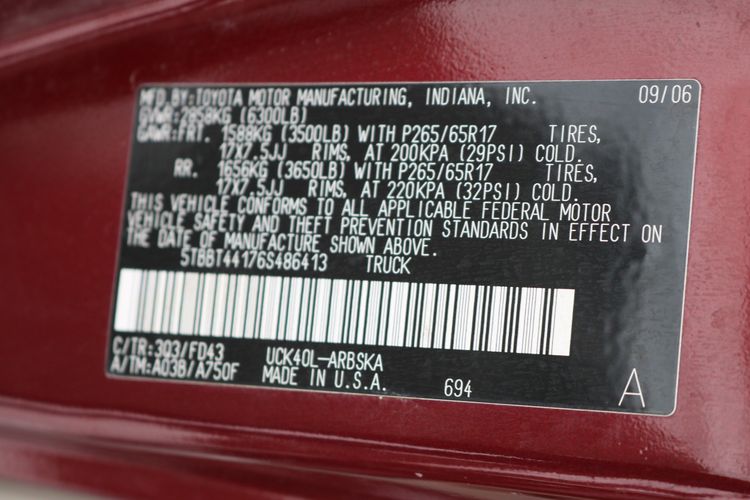 MFD.BY:TOYOTA MOTOR MANUFACTURING, INDIANA, INC. 09/06
GVWR:2858KG (6300LB)
GAWR:FRT. 1588KG (3500LB) WITH P265/65R17 TIRES,
17X7.5JJ RIMS, AT 200KPA (29PSI) COLD.
RR. 1656KG (3650LB) WITH P265/65R17 TIRES,
17X7.5JJ RIMS, AT 220KPA (32PSI) COLD.
THIS VEHICLE CONFORMS TO ALL APPLICABLE FEDERAL MOTOR
VEHICLE SAFETY AND THEFT PREVENTION STANDARDS IN EFFECT ON
THE DATE OF MANUFACTURE SHOWN ABOVE.
5TBBT44176S486413 TRUCK
C/TR:3Q3/FD43 UCK40L-ARBSKA
A/TM:A03B/A750F MADE IN U.S.A. 694 A